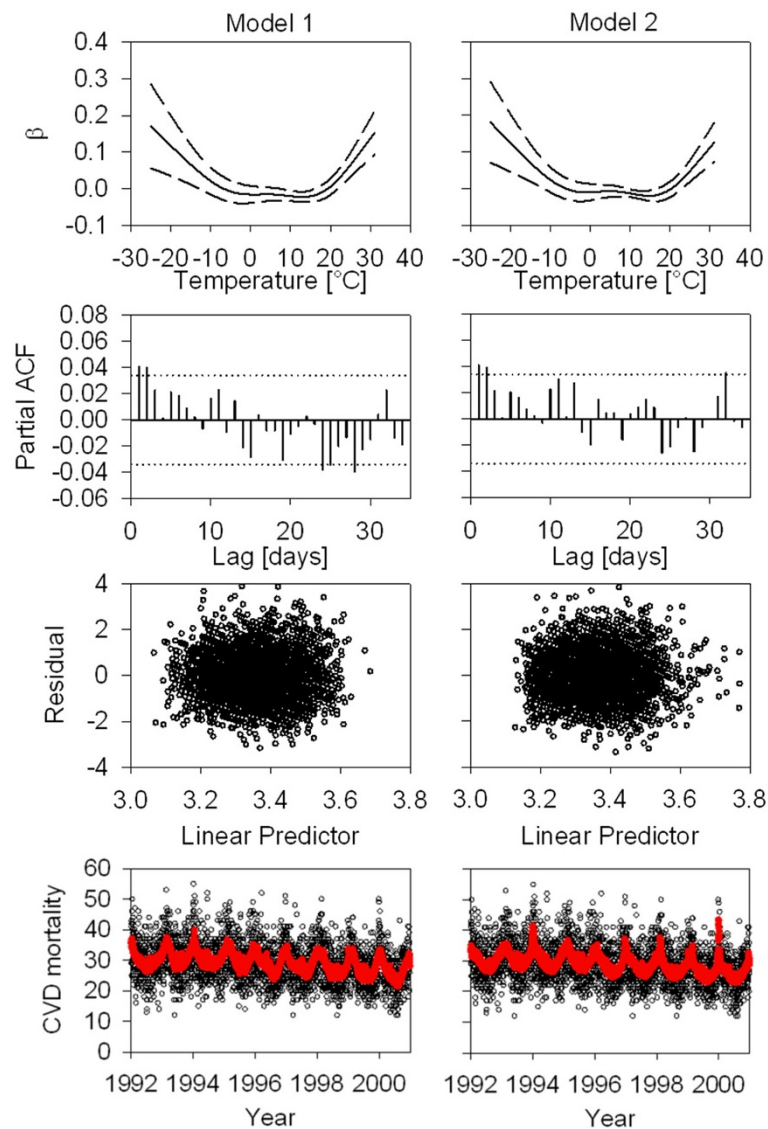 Model 1 Model 2
0.4
0.3
0.2
0.1
0.0
-0.1
β
-30 -20 -10 0 10 20 30 40 -30 -20 -10 0 10 20 30 40
Temperature [°C] Temperature [°C]
0.08
0.06
0.04
0.02
0.00
-0.02
-0.04
-0.06
Partial ACF
0 10 20 30 0 10 20 30
Lag [days] Lag [days]
4
2
0
-2
-4
Residual
3.0 3.2 3.4 3.6 3.8 3.0 3.2 3.4 3.6 3.8
Linear Predictor Linear Predictor
60
50
40
30
20
10
0
CVD mortality
1992 1994 1996 1998 2000 1992 1994 1996 1998 2000
Year Year